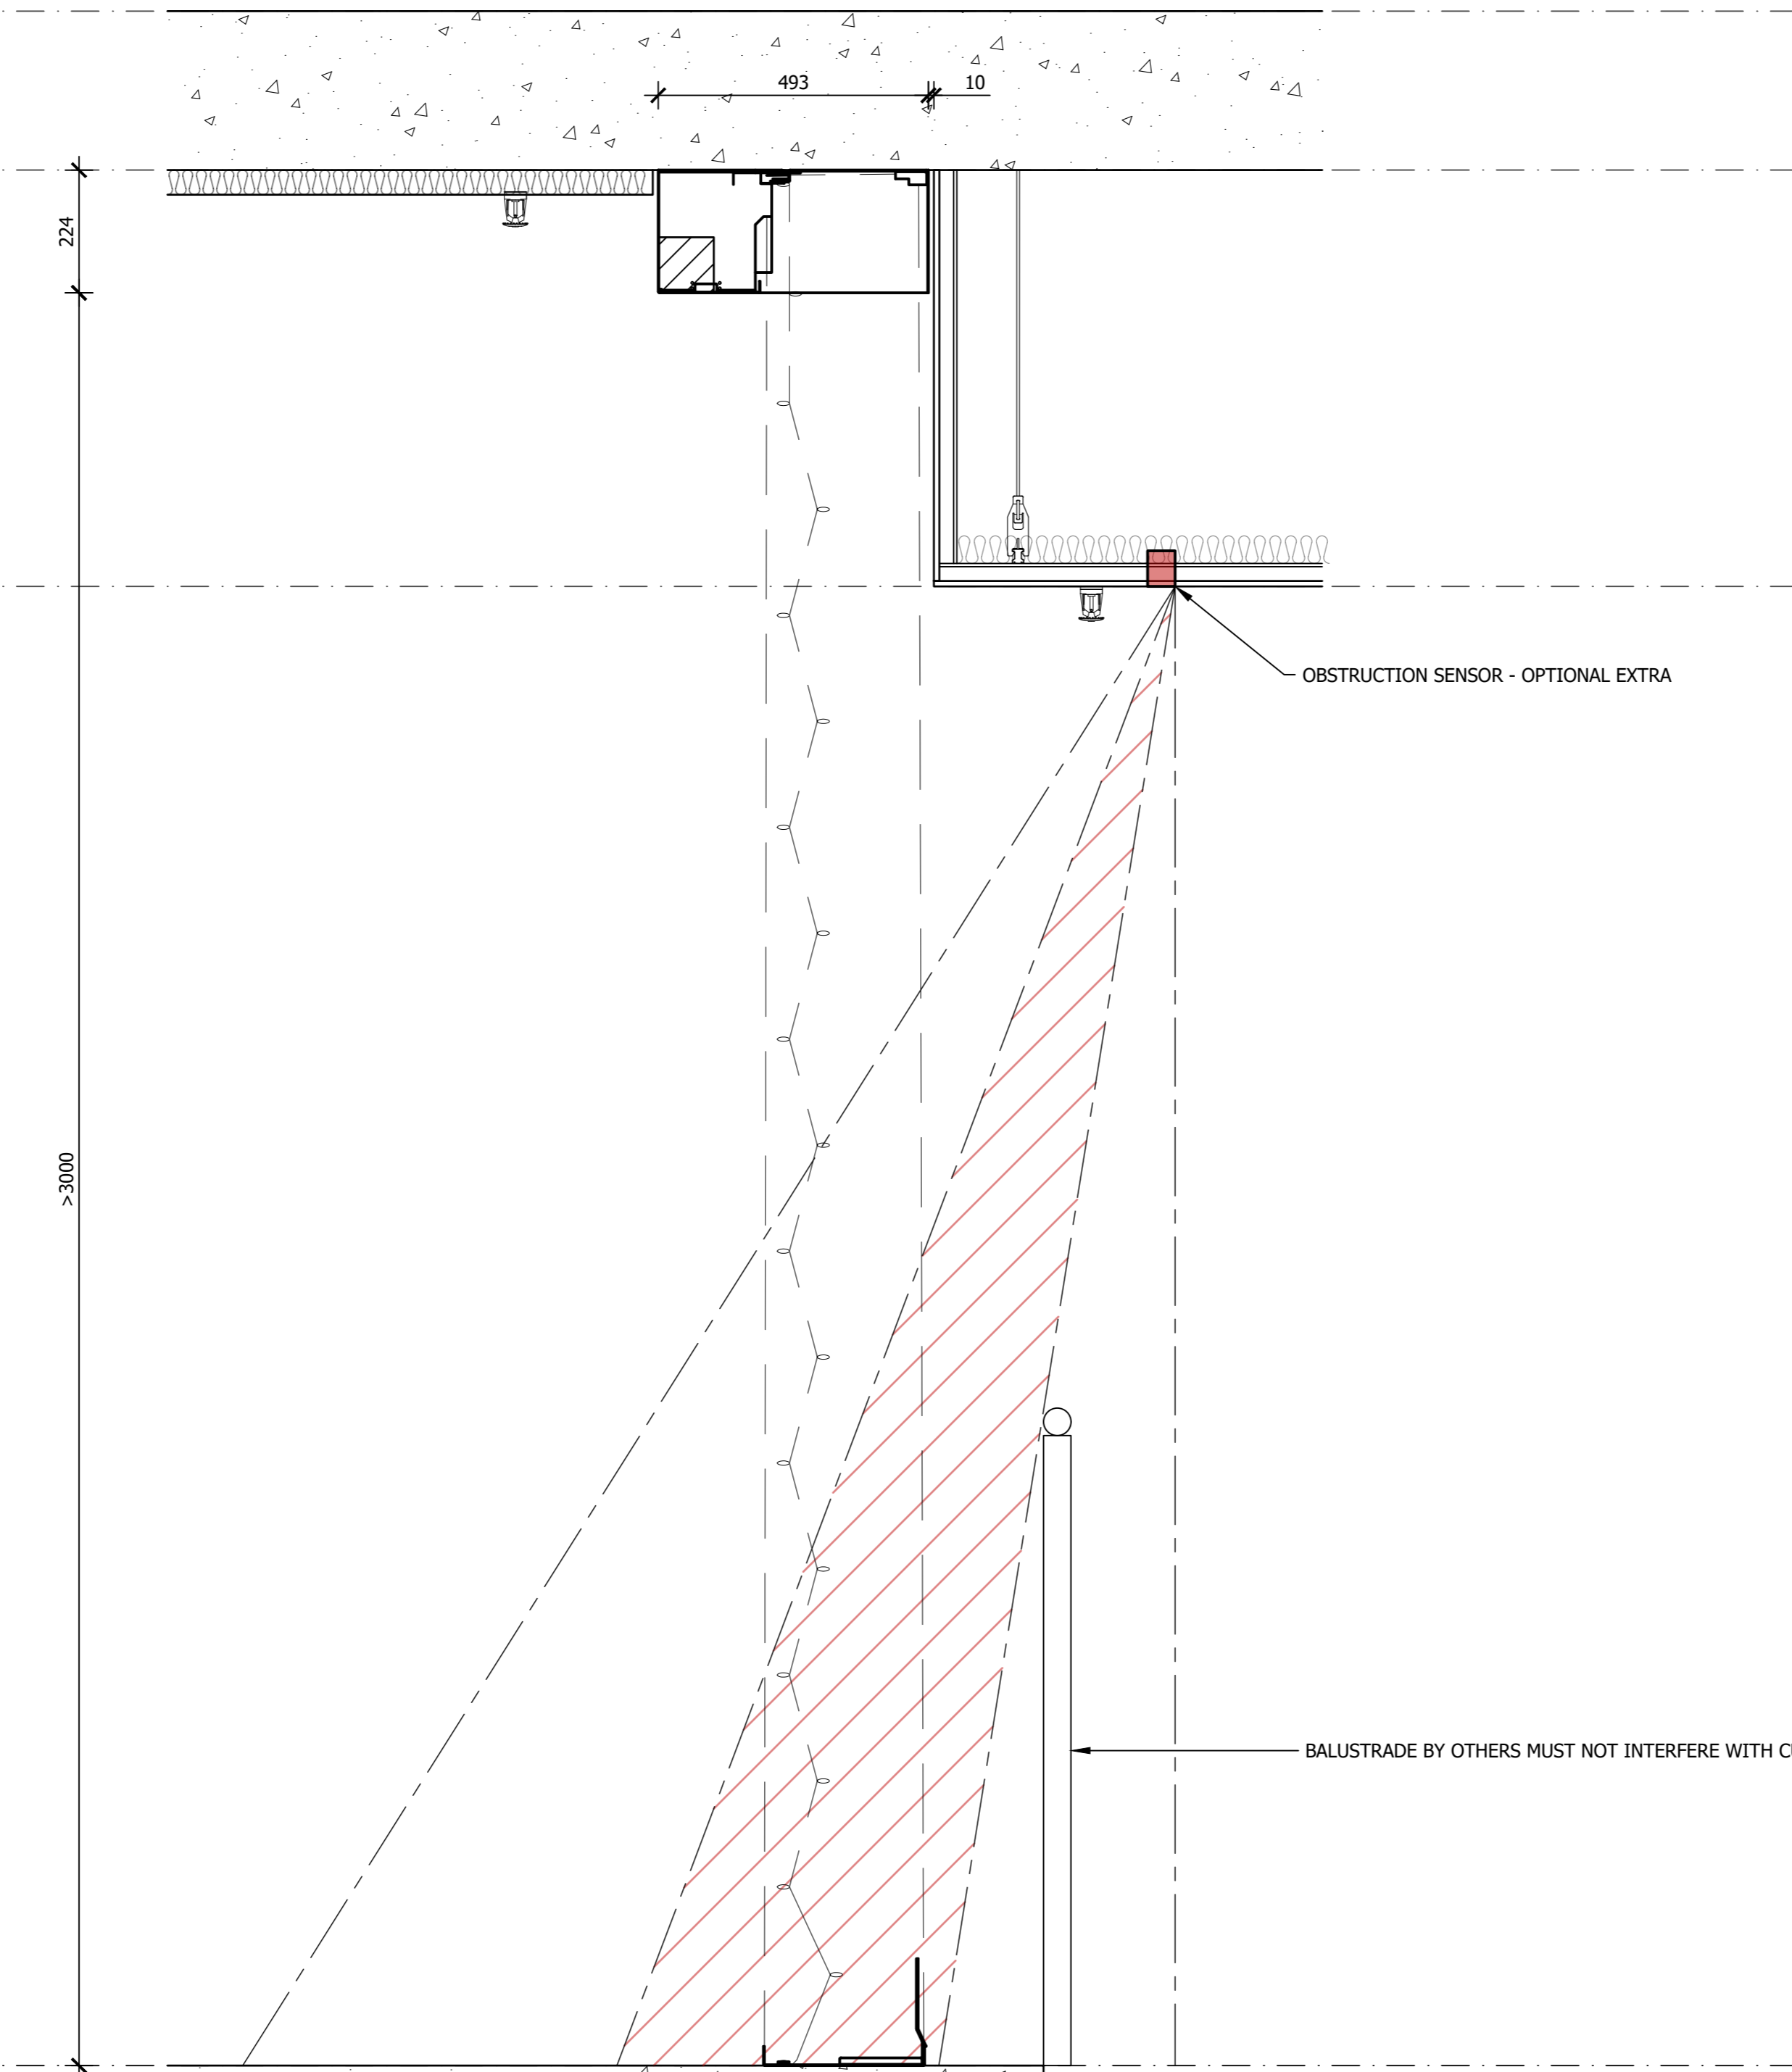 493
10
224
OBSTRUCTION SENSOR - OPTIONAL EXTRA
>3000
BALUSTRADE BY OTHERS MUST NOT INTERFERE WITH